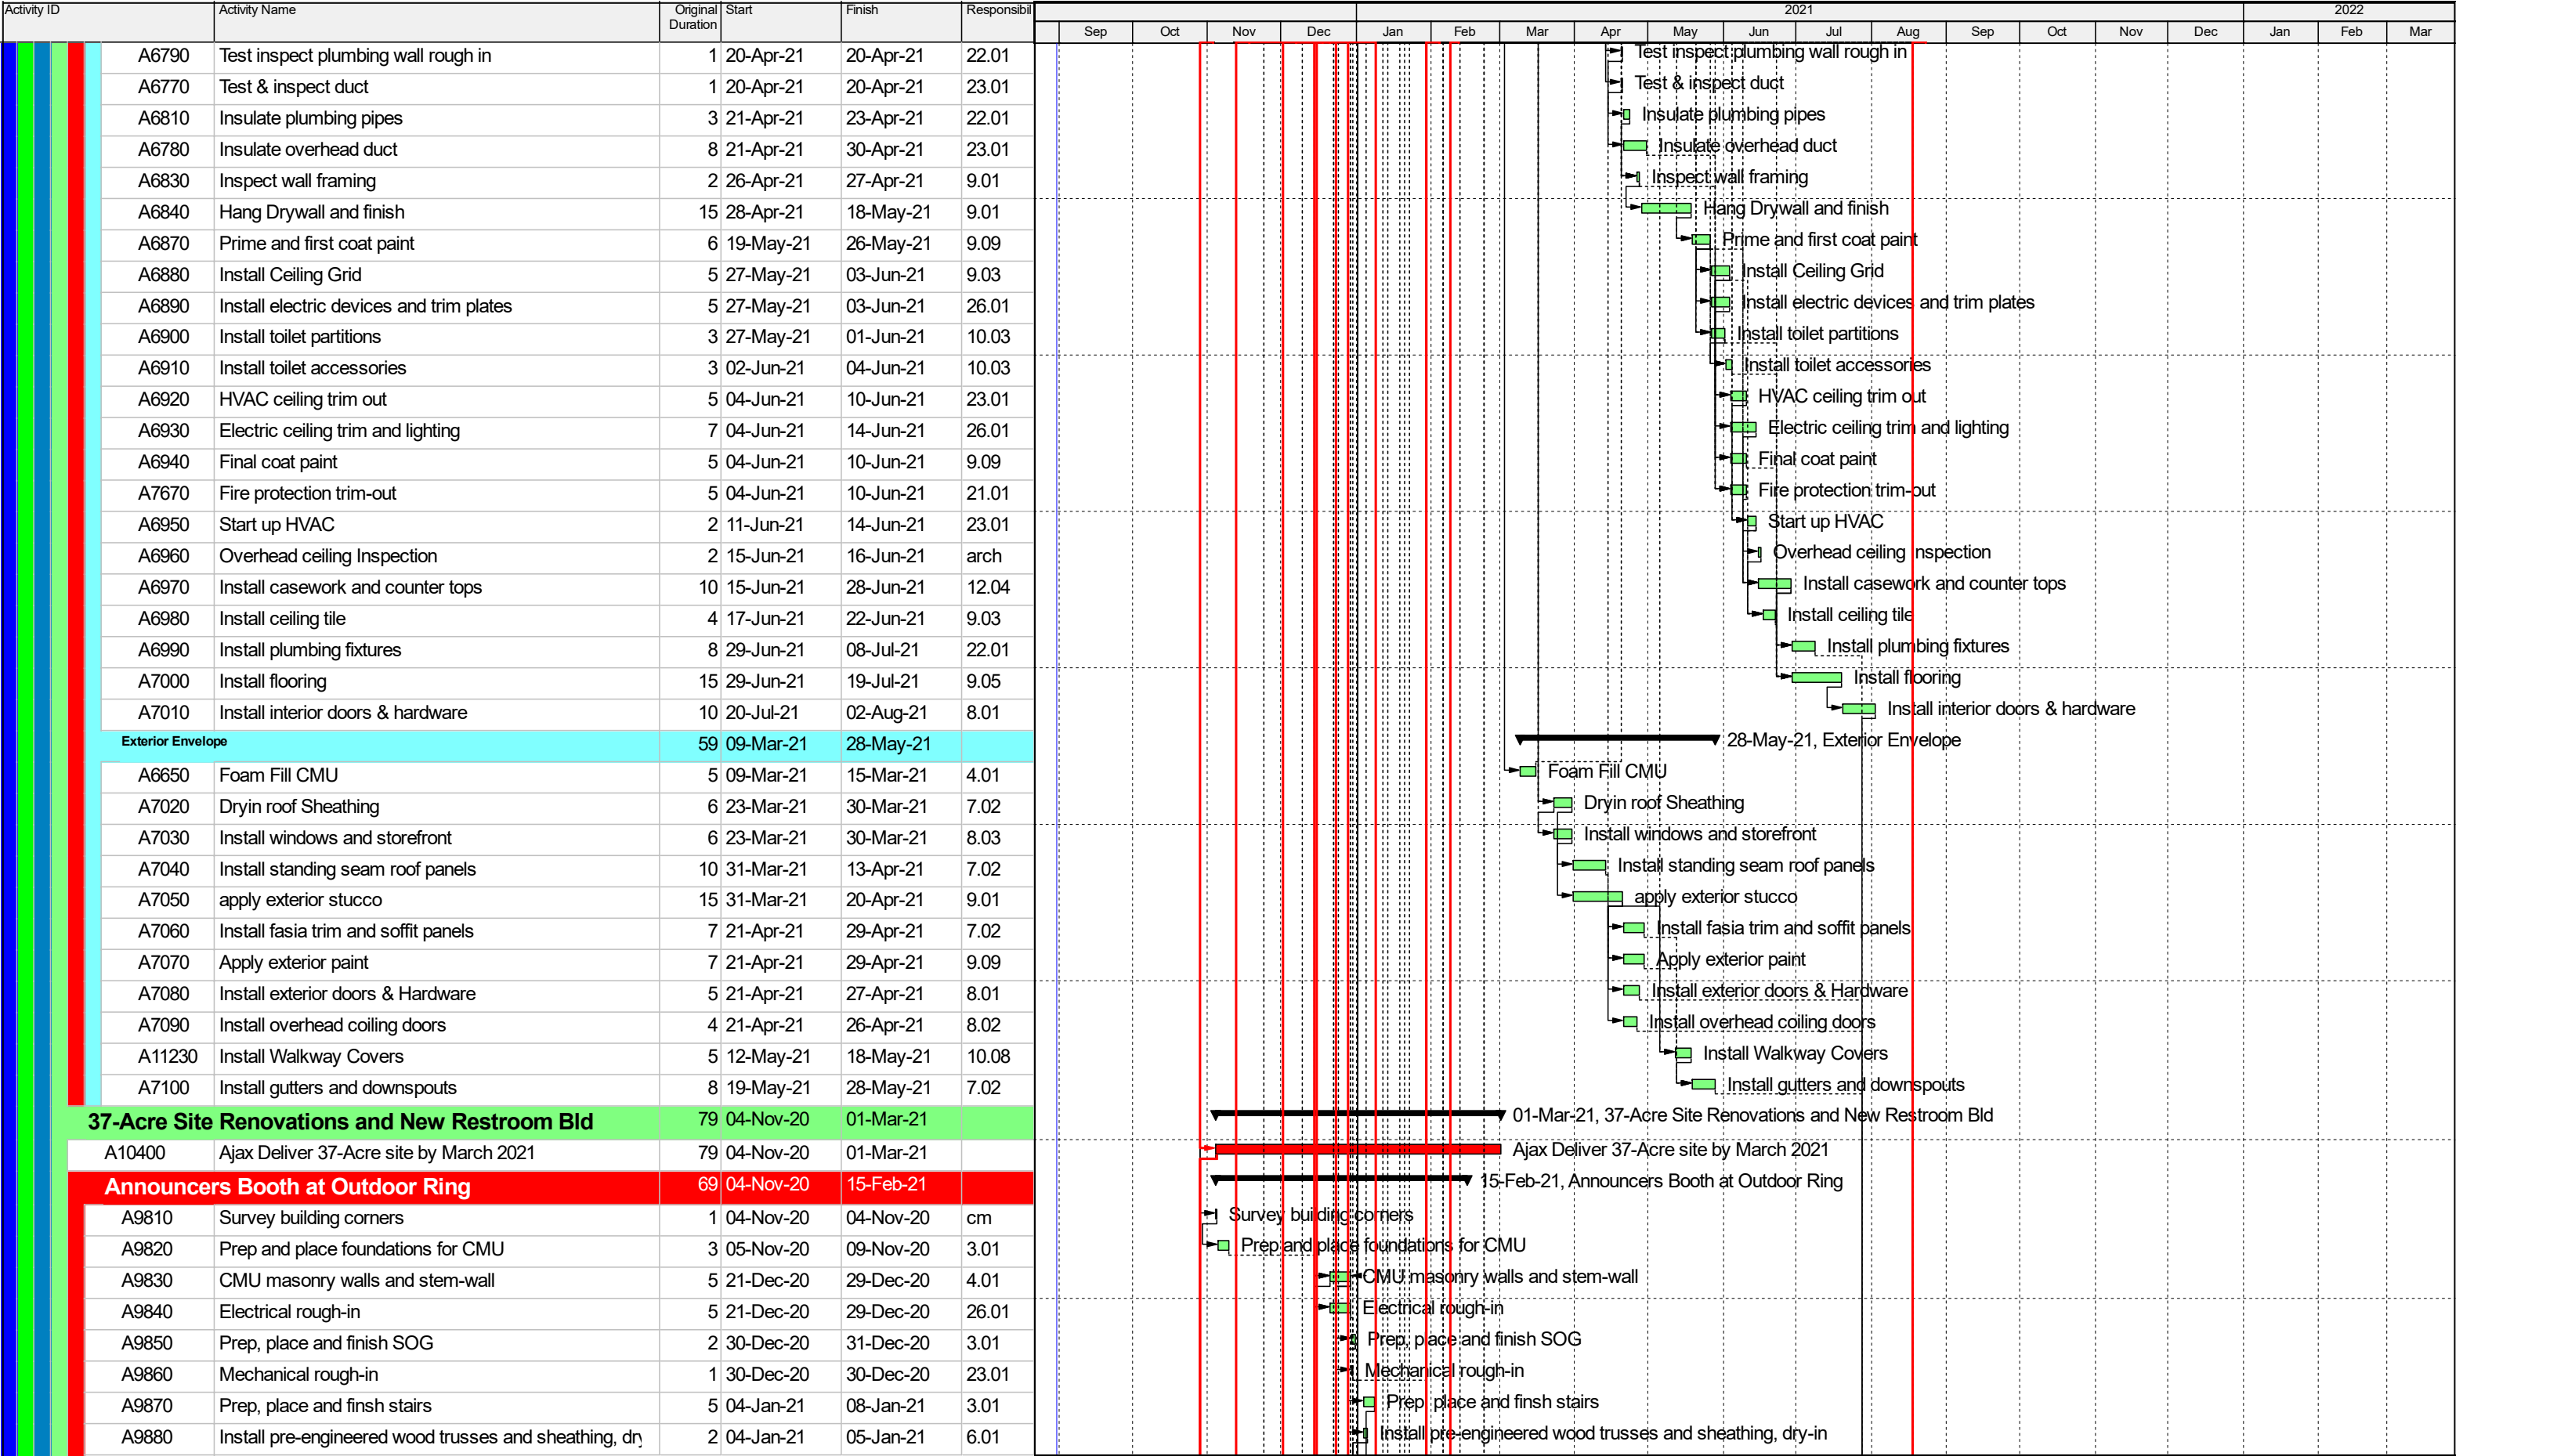 Activity ID Activity Name Original Duration Start Finish Responsibil 2021 2022
Sep Oct Nov Dec Jan Feb Mar Apr May Jun Jul Aug Sep Oct Nov Dec Jan Feb Mar
A6790 Test inspect plumbing wall rough in 1 20-Apr-21 20-Apr-21 22.01 Test inspect plumbing wall rough in
A6770 Test & inspect duct 1 20-Apr-21 20-Apr-21 23.01 Test & inspect duct
A6810 Insulate plumbing pipes 3 21-Apr-21 23-Apr-21 22.01 Insulate plumbing pipes
A6780 Insulate overhead duct 8 21-Apr-21 30-Apr-21 23.01 Insulate overhead duct
A6830 Inspect wall framing 2 26-Apr-21 27-Apr-21 9.01 Inspect wall framing
A6840 Hang Drywall and finish 15 28-Apr-21 18-May-21 9.01 Hang Drywall and finish
A6870 Prime and first coat paint 6 19-May-21 26-May-21 9.09 Prime and first coat paint
A6880 Install Ceiling Grid 5 27-May-21 03-Jun-21 9.03 Install Ceiling Grid
A6890 Install electric devices and trim plates 5 27-May-21 03-Jun-21 26.01 Install electric devices and trim plates
A6900 Install toilet partitions 3 27-May-21 01-Jun-21 10.03 Install toilet partitions
A6910 Install toilet accessories 3 02-Jun-21 04-Jun-21 10.03 Install toilet accessories
A6920 HVAC ceiling trim out 5 04-Jun-21 10-Jun-21 23.01 HVAC ceiling trim out
A6930 Electric ceiling trim and lighting 7 04-Jun-21 14-Jun-21 26.01 Electric ceiling trim and lighting
A6940 Final coat paint 5 04-Jun-21 10-Jun-21 9.09 Final coat paint
A7670 Fire protection trim-out 5 04-Jun-21 10-Jun-21 21.01 Fire protection trim-out
A6950 Start up HVAC 2 11-Jun-21 14-Jun-21 23.01 Start up HVAC
A6960 Overhead ceiling Inspection 2 15-Jun-21 16-Jun-21 arch Overhead ceiling Inspection
A6970 Install casework and counter tops 10 15-Jun-21 28-Jun-21 12.04 Install casework and counter tops
A6980 Install ceiling tile 4 17-Jun-21 22-Jun-21 9.03 Install ceiling tile
A6990 Install plumbing fixtures 8 29-Jun-21 08-Jul-21 22.01 Install plumbing fixtures
A7000 Install flooring 15 29-Jun-21 19-Jul-21 9.05 Install flooring
A7010 Install interior doors & hardware 10 20-Jul-21 02-Aug-21 8.01 Install interior doors & hardware
Exterior Envelope 59 09-Mar-21 28-May-21 28-May-21, Exterior Envelope
A6650 Foam Fill CMU 5 09-Mar-21 15-Mar-21 4.01 Foam Fill CMU
A7020 Dryin roof Sheathing 6 23-Mar-21 30-Mar-21 7.02 Dryin roof Sheathing
A7030 Install windows and storefront 6 23-Mar-21 30-Mar-21 8.03 Install windows and storefront
A7040 Install standing seam roof panels 10 31-Mar-21 13-Apr-21 7.02 Install standing seam roof panels
A7050 apply exterior stucco 15 31-Mar-21 20-Apr-21 9.01 apply exterior stucco
A7060 Install fasia trim and soffit panels 7 21-Apr-21 29-Apr-21 7.02 Install fasia trim and soffit panels
A7070 Apply exterior paint 7 21-Apr-21 29-Apr-21 9.09 Apply exterior paint
A7080 Install exterior doors & Hardware 5 21-Apr-21 27-Apr-21 8.01 Install exterior doors & Hardware
A7090 Install overhead coiling doors 4 21-Apr-21 26-Apr-21 8.02 Install overhead coiling doors
A11230 Install Walkway Covers 5 12-May-21 18-May-21 10.08 Install Walkway Covers
A7100 Install gutters and downspouts 8 19-May-21 28-May-21 7.02 Install gutters and downspouts
37-Acre Site Renovations and New Restroom Bld 79 04-Nov-20 01-Mar-21 01-Mar-21, 37-Acre Site Renovations and New Restroom Bld
A10400 Ajax Deliver 37-Acre site by March 2021 79 04-Nov-20 01-Mar-21 Ajax Deliver 37-Acre site by March 2021
Announcers Booth at Outdoor Ring 69 04-Nov-20 15-Feb-21 15-Feb-21, Announcers Booth at Outdoor Ring
A9810 Survey building corners 1 04-Nov-20 04-Nov-20 cm Survey building corners
A9820 Prep and place foundations for CMU 3 05-Nov-20 09-Nov-20 3.01 Prep and place foundations for CMU
A9830 CMU masonry walls and stem-wall 5 21-Dec-20 29-Dec-20 4.01 CMU masonry walls and stem-wall
A9840 Electrical rough-in 5 21-Dec-20 29-Dec-20 26.01 Electrical rough-in
A9850 Prep, place and finish SOG 2 30-Dec-20 31-Dec-20 3.01 Prep, place and finish SOG
A9860 Mechanical rough-in 1 30-Dec-20 30-Dec-20 23.01 Mechanical rough-in
A9870 Prep, place and finsh stairs 5 04-Jan-21 08-Jan-21 3.01 Prep, place and finsh stairs
A9880 Install pre-engineered wood trusses and sheathing, dry 2 04-Jan-21 05-Jan-21 6.01 Install pre-engineered wood trusses and sheathing, dry-in